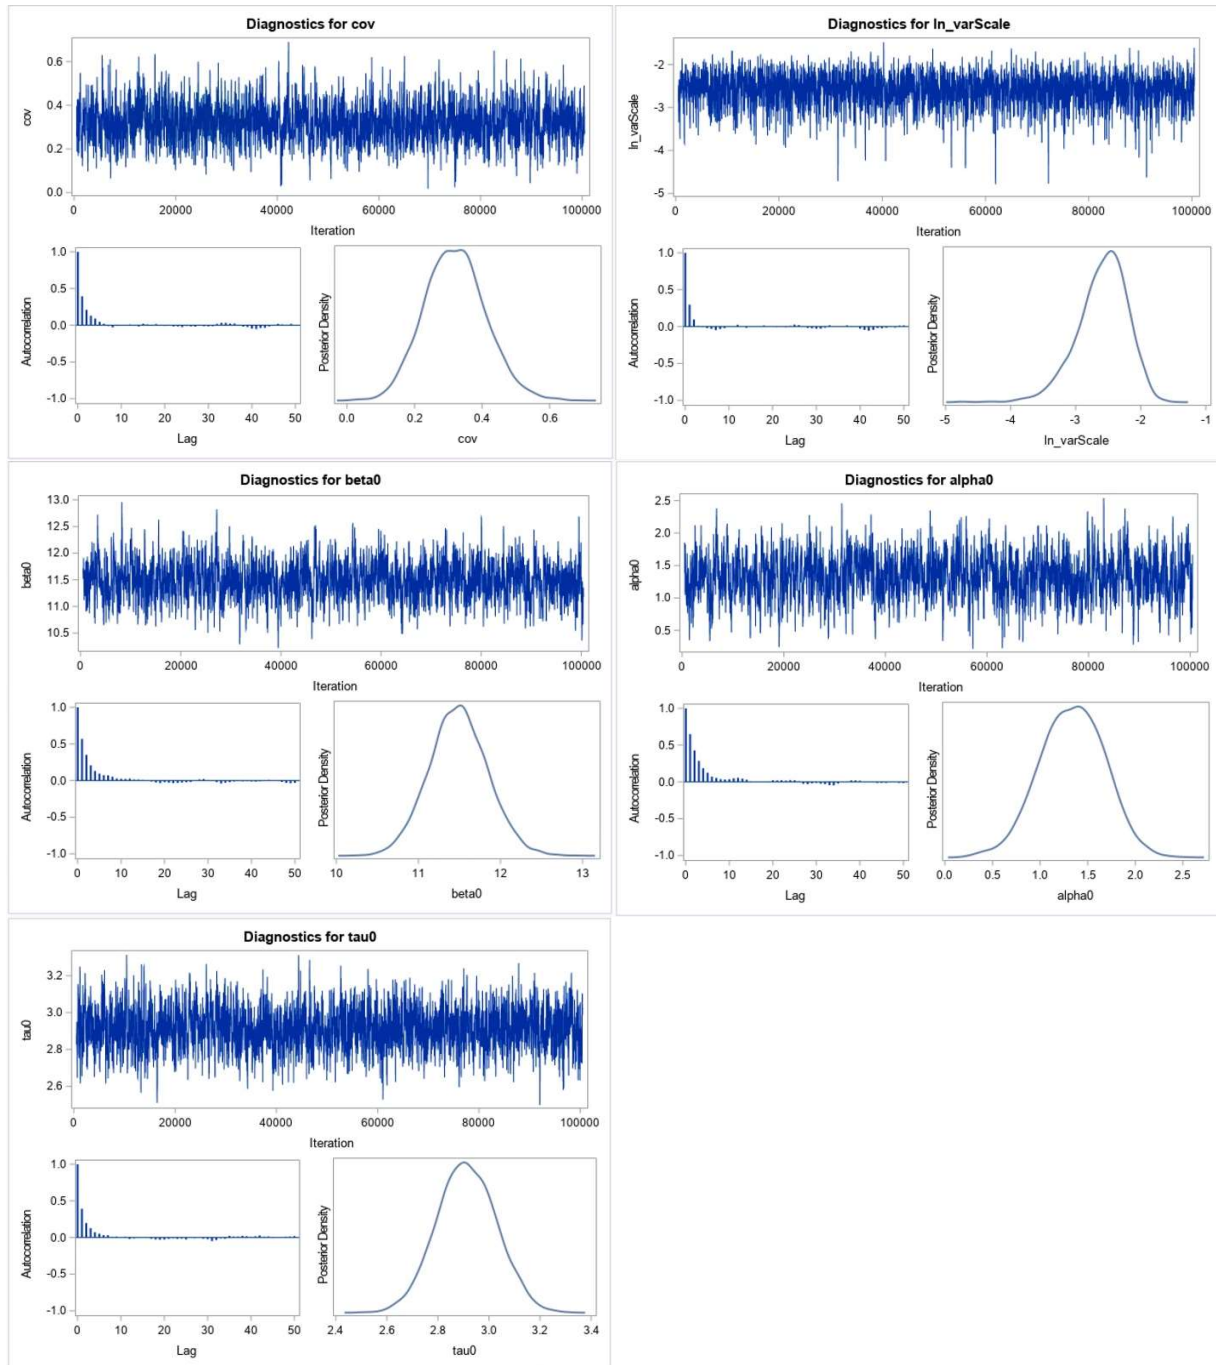 Diagnostics for cov
cov
0.6
0.4
0.2
0.0
0 20000 40000 60000 80000 100000
Iteration
Autocorrelation
1.0
0.5
0.0
-0.5
-1.0
0 10 20 30 40 50
Lag
Posterior Density
0.0 0.2 0.4 0.6
cov
Diagnostics for ln_varScale
ln_varScale
-2
-3
-4
-5
0 20000 40000 60000 80000 100000
Iteration
Autocorrelation
1.0
0.5
0.0
-0.5
-1.0
0 10 20 30 40 50
Lag
Posterior Density
-5 -4 -3 -2 -1
ln_varScale
Diagnostics for beta0
beta0
13.0
12.5
12.0
11.5
11.0
10.5
0 20000 40000 60000 80000 100000
Iteration
Autocorrelation
1.0
0.5
0.0
-0.5
-1.0
0 10 20 30 40 50
Lag
Posterior Density
10 11 12 13
beta0
Diagnostics for alpha0
alpha0
2.5
2.0
1.5
1.0
0.5
0 20000 40000 60000 80000 100000
Iteration
Autocorrelation
1.0
0.5
0.0
-0.5
-1.0
0 10 20 30 40 50
Lag
Posterior Density
0.0 0.5 1.0 1.5 2.0 2.5
alpha0
Diagnostics for tau0
tau0
3.2
3.0
2.8
2.6
0 20000 40000 60000 80000 100000
Iteration
Autocorrelation
1.0
0.5
0.0
-0.5
-1.0
0 10 20 30 40 50
Lag
Posterior Density
2.4 2.6 2.8 3.0 3.2 3.4
tau0